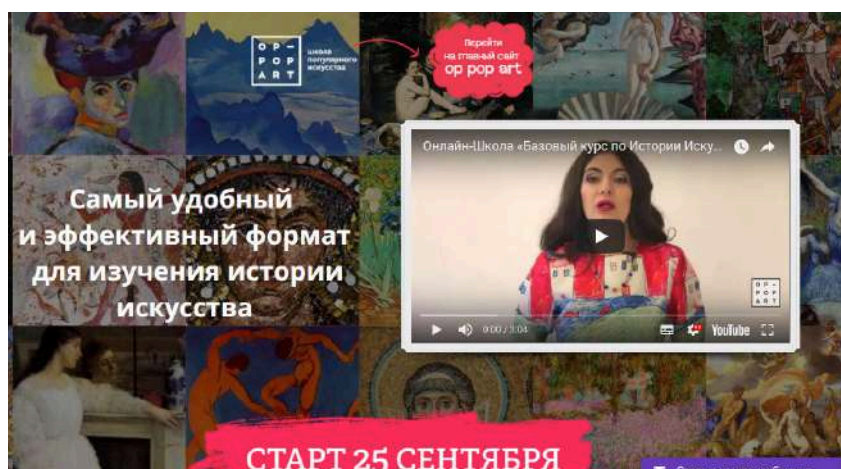 OP-
POP
ART
школа
популярного
искусства
Перейти
на главный сайт
op pop art
Онлайн-Школа «Базовый курс по Истории Иску...
Самый удобный
и эффективный формат
для изучения истории
искусства
OP-
POP
ART
0:00 / 3:04
YouTube
СТАРТ 25 СЕНТЯБРЯ